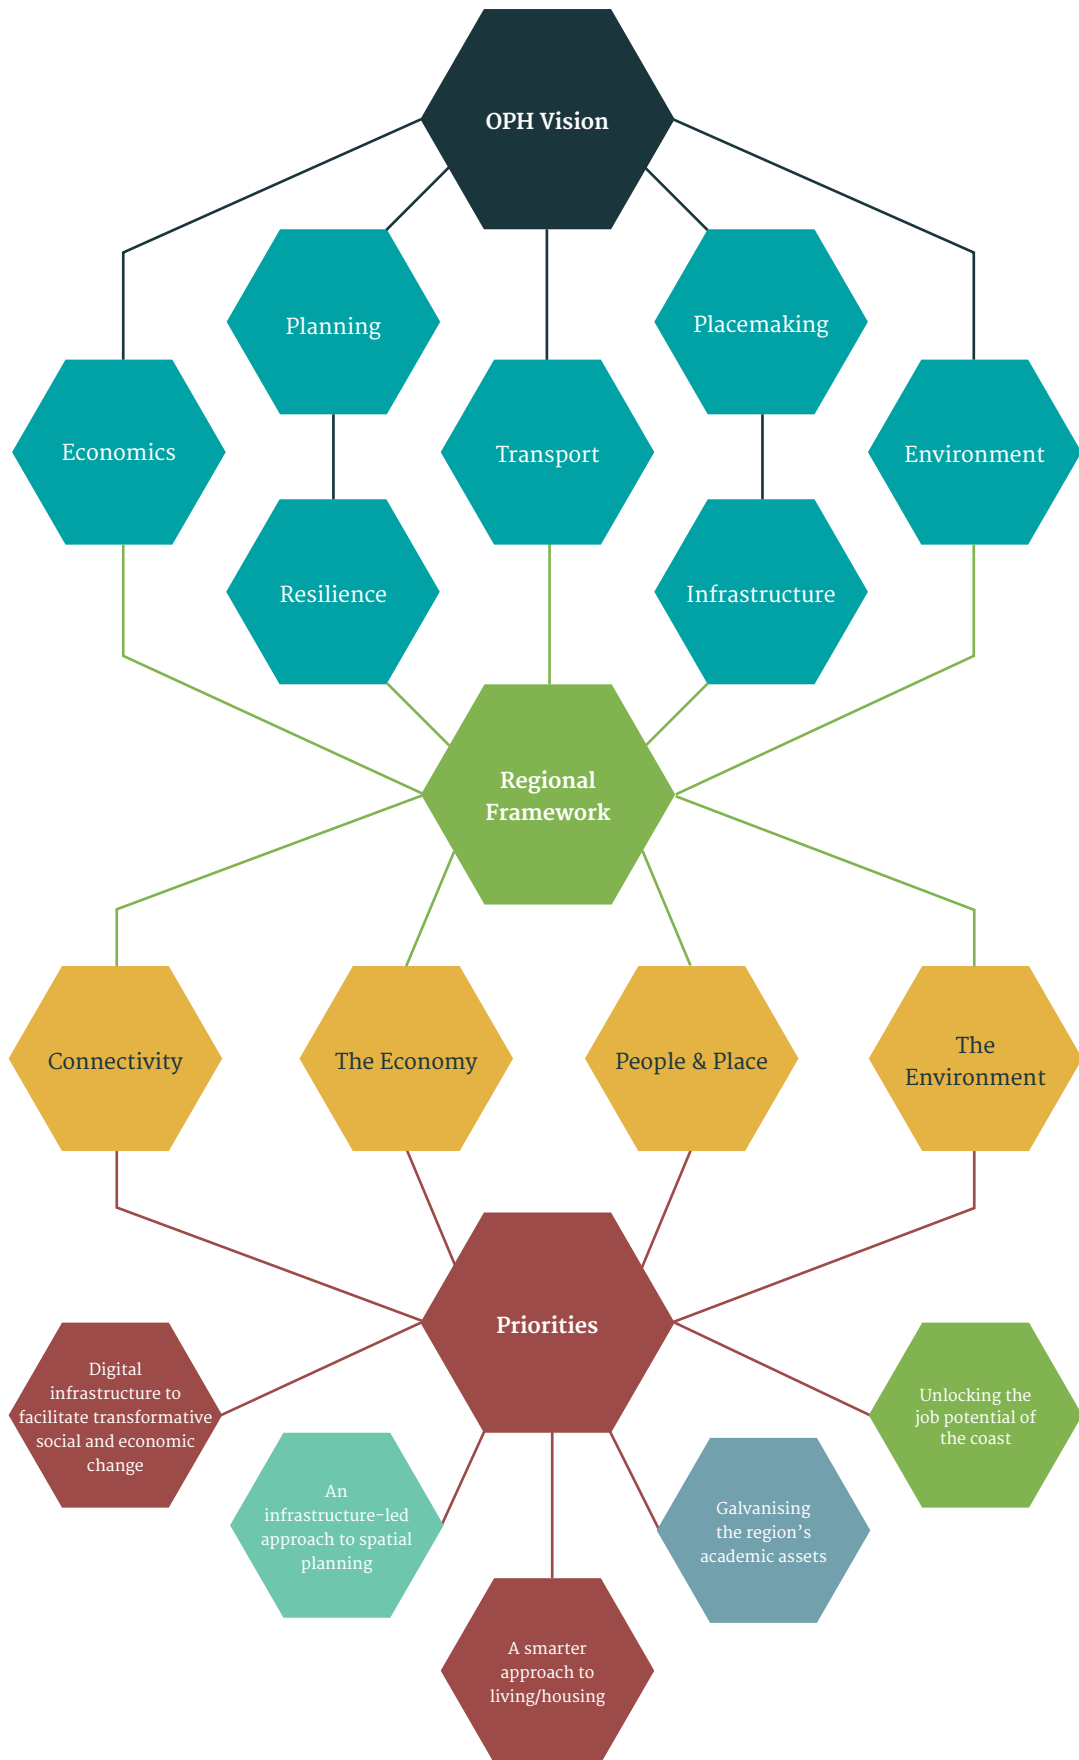 OPH Vision
Planning
Placemaking
Economics
Transport
Environment
Resilience
Infrastructure
Regional
Framework
Connectivity
The Economy
People & Place
The
Environment
Priorities
Digital
infrastructure to
facilitate transformative
social and economic
change
Unlocking the
job potential of
the coast
An
infrastructure-led
approach to spatial
planning
Galvanising
the region’s
academic assets
A smarter
approach to
living/housing